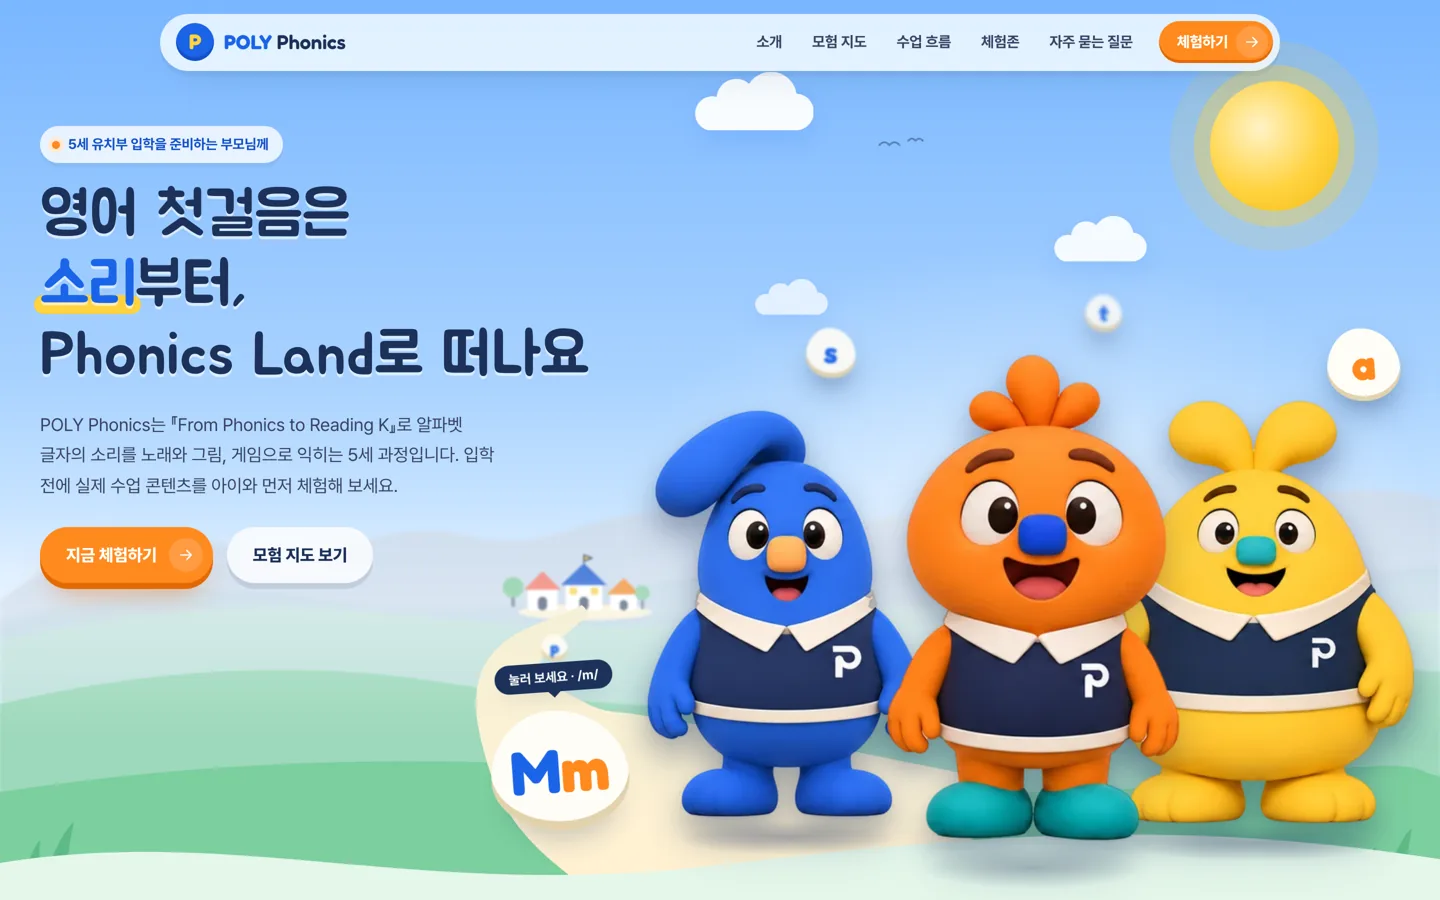 P POLY Phonics
소개 모험 지도 수업 흐름 체험존 자주 묻는 질문 체험하기 →
5세 유치부 입학을 준비하는 부모님께
영어 첫걸음은
소리부터,
Phonics Land로 떠나요
POLY Phonics는 『From Phonics to Reading K』로 알파벳
글자의 소리를 노래와 그림, 게임으로 익히는 5세 과정입니다. 입학
전에 실제 수업 콘텐츠를 아이와 먼저 체험해 보세요.
지금 체험하기 →
모험 지도 보기
s
t
a
p
눌러 보세요 · /m/
Mm
P
P
P